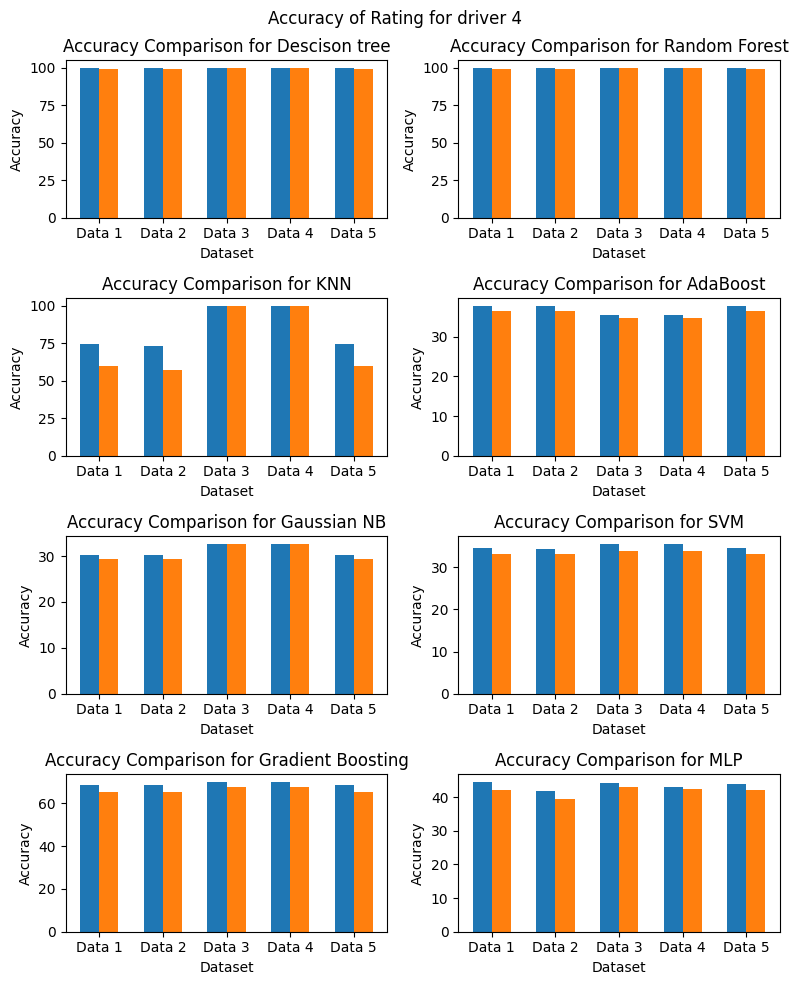 Accuracy of Rating for driver 4
Accuracy Comparison for Descison tree
100
75
50
25
0
Accuracy
Data 1 Data 2 Data 3 Data 4 Data 5
Dataset
Accuracy Comparison for Random Forest
100
75
50
25
0
Accuracy
Data 1 Data 2 Data 3 Data 4 Data 5
Dataset
Accuracy Comparison for KNN
100
75
50
25
0
Accuracy
Data 1 Data 2 Data 3 Data 4 Data 5
Dataset
Accuracy Comparison for AdaBoost
30
20
10
0
Accuracy
Data 1 Data 2 Data 3 Data 4 Data 5
Dataset
Accuracy Comparison for Gaussian NB
30
20
10
0
Accuracy
Data 1 Data 2 Data 3 Data 4 Data 5
Dataset
Accuracy Comparison for SVM
30
20
10
0
Accuracy
Data 1 Data 2 Data 3 Data 4 Data 5
Dataset
Accuracy Comparison for Gradient Boosting
60
40
20
0
Accuracy
Data 1 Data 2 Data 3 Data 4 Data 5
Dataset
Accuracy Comparison for MLP
40
30
20
10
0
Accuracy
Data 1 Data 2 Data 3 Data 4 Data 5
Dataset